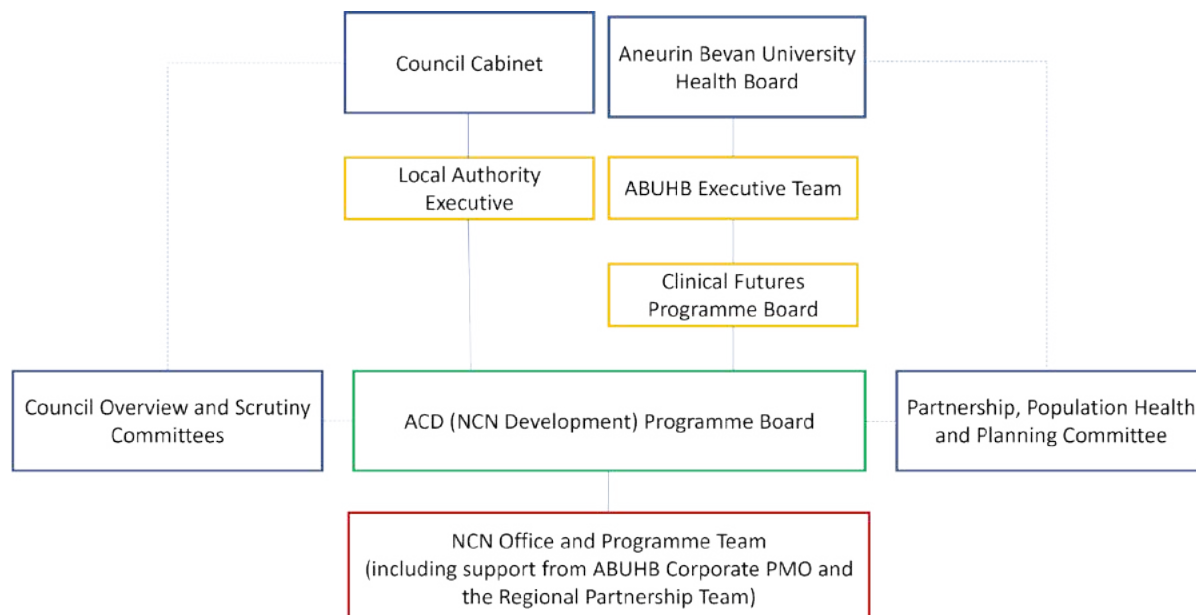 Council Cabinet
Aneurin Bevan University
Health Board
Local Authority
Executive
ABUHB Executive Team
Clinical Futures
Programme Board
Council Overview and Scrutiny
Committees
ACD (NCN Development) Programme Board
Partnership, Population Health
and Planning Committee
NCN Office and Programme Team
(including support from ABUHB Corporate PMO and
the Regional Partnership Team)